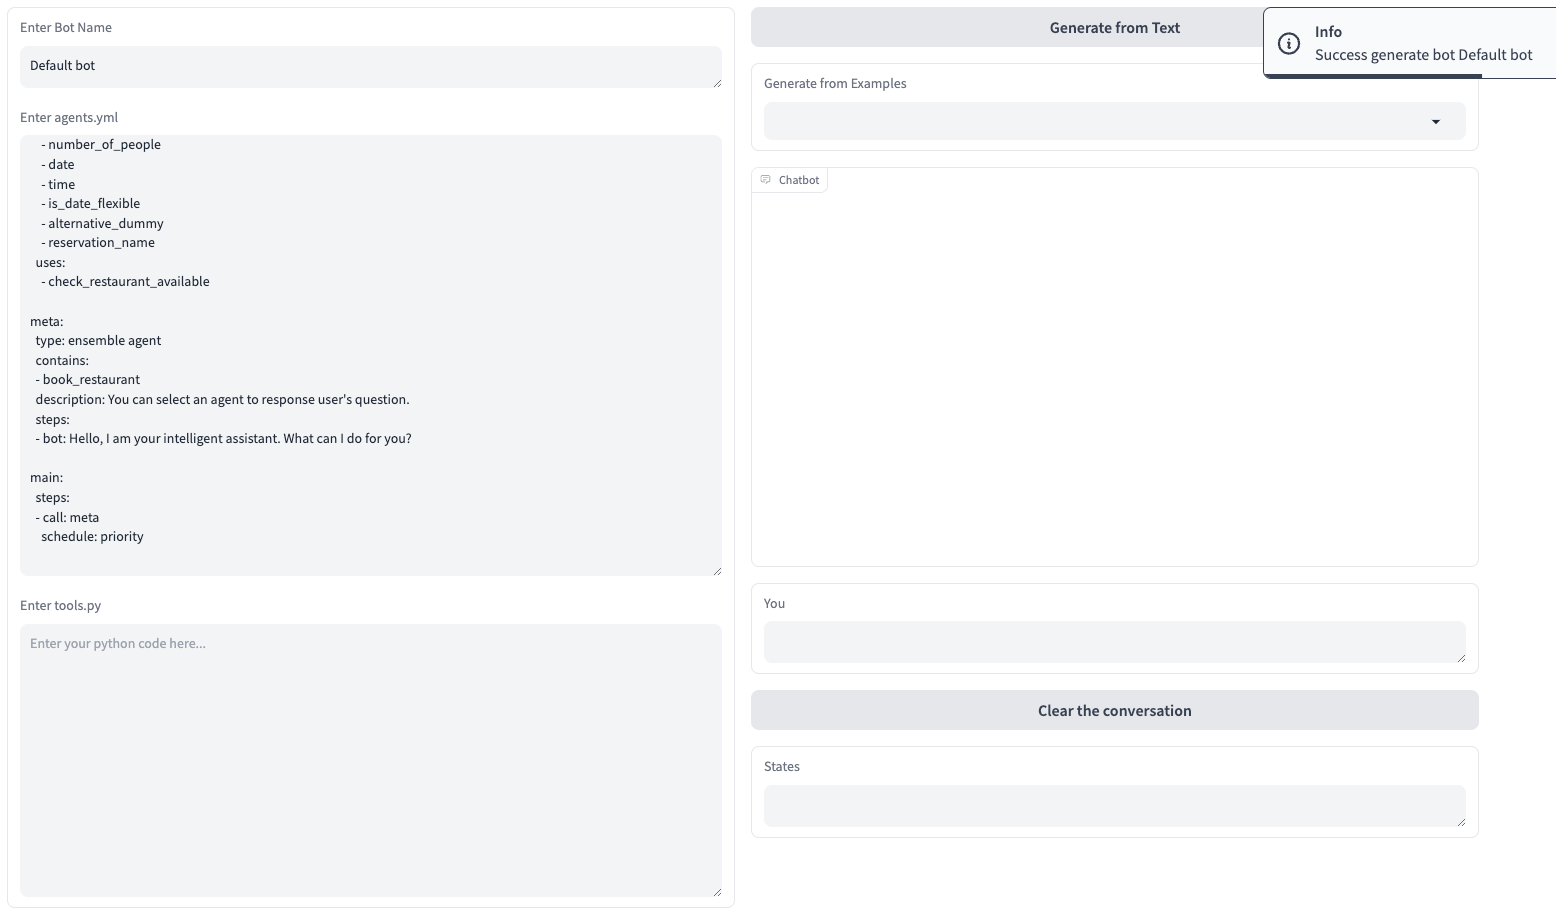 Enter Bot Name
Default bot
Enter agents.yml
- number_of_people
- date
- time
- is_date_flexible
- alternative_dummy
- reservation_name
uses:
- check_restaurant_available
meta:
type: ensemble agent
contains:
- book_restaurant
description: You can select an agent to response user's question.
steps:
- bot: Hello, I am your intelligent assistant. What can I do for you?
main:
steps:
- call: meta
schedule: priority
Enter tools.py
Enter your python code here...
Generate from Text
Info
Success generate bot Default bot
Generate from Examples
Chatbot
You
Clear the conversation
States